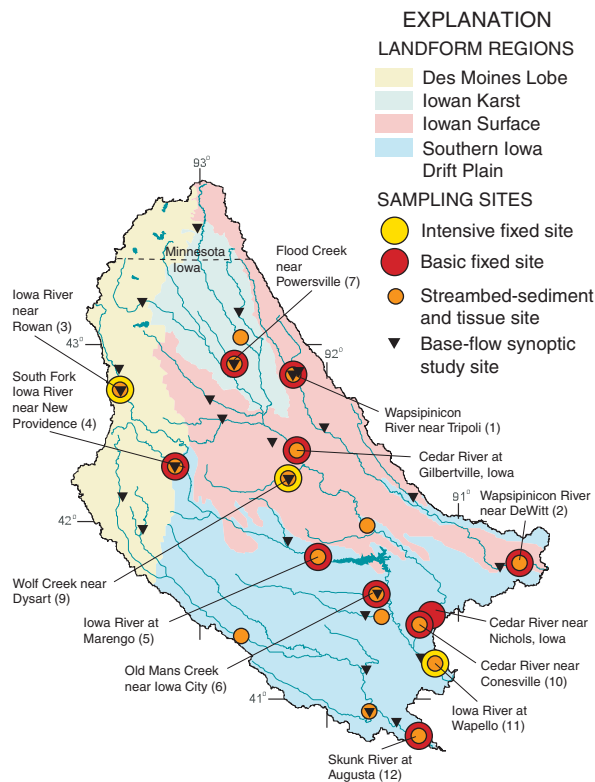 EXPLANATION
LANDFORM REGIONS
Des Moines Lobe
Iowan Karst
Iowan Surface
Southern Iowa
Drift Plain
SAMPLING SITES
Intensive fixed site
Basic fixed site
Streambed-sediment
and tissue site
Base-flow synoptic
study site
93°
Minnesota
Iowa
Flood Creek
near
Powersville (7)
Iowa River
near
Rowan (3)
43°
92°
South Fork
Iowa River
near New
Providence (4)
Wapsipinicon
River near Tripoli (1)
Cedar River at
Gilbertville, Iowa
91°
Wapsipinicon River
near DeWitt (2)
42°
Wolf Creek near
Dysart (9)
Iowa River at
Marengo (5)
Old Mans Creek
near Iowa City (6)
Cedar River near
Nichols, Iowa
Cedar River near
Conesville (10)
41°
Iowa River at
Wapello (11)
Skunk River at
Augusta (12)